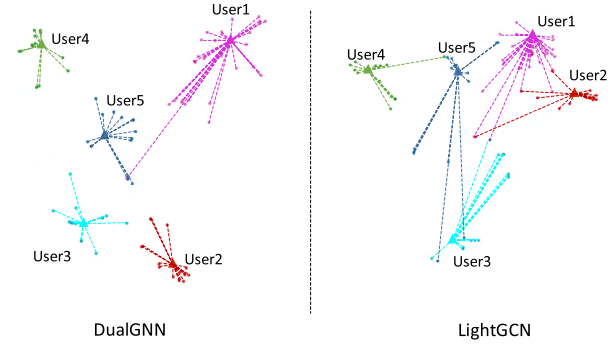 User4
User1
User5
User3
User2
DualGNN
User1
User5
User4
User2
User3
LightGCN